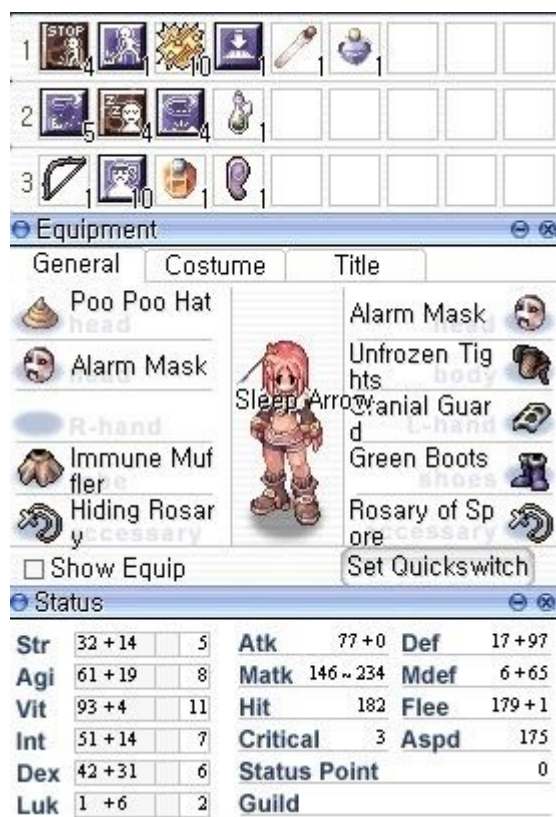 1 STOP 4 1 10 1 1 1
2 5 4 4 1
3 1 10 1 1
Equipment
General Costume Title
Poo Poo Hat
head
Alarm Mask
head
Alarm Mask
head
Unfrozen Tig
hts
body
Sleep Arrow
R-hand
Cranial Guar
d
L-hand
Immune Muf
fler
Green Boots
shoes
Hiding Rosar
y
accessary
Rosary of Sp
ore
accessary
Show Equip
Set Quickswitch
Status
Str 32 +14 5 Atk 77 +0 Def 17 +97
Agi 61 +19 8 Matk 146 ~ 234 Mdef 6 +65
Vit 93 +4 11 Hit 182 Flee 179 +1
Int 51 +14 7 Critical 3 Aspd 175
Dex 42 +31 6 Status Point 0
Luk 1 +6 2 Guild